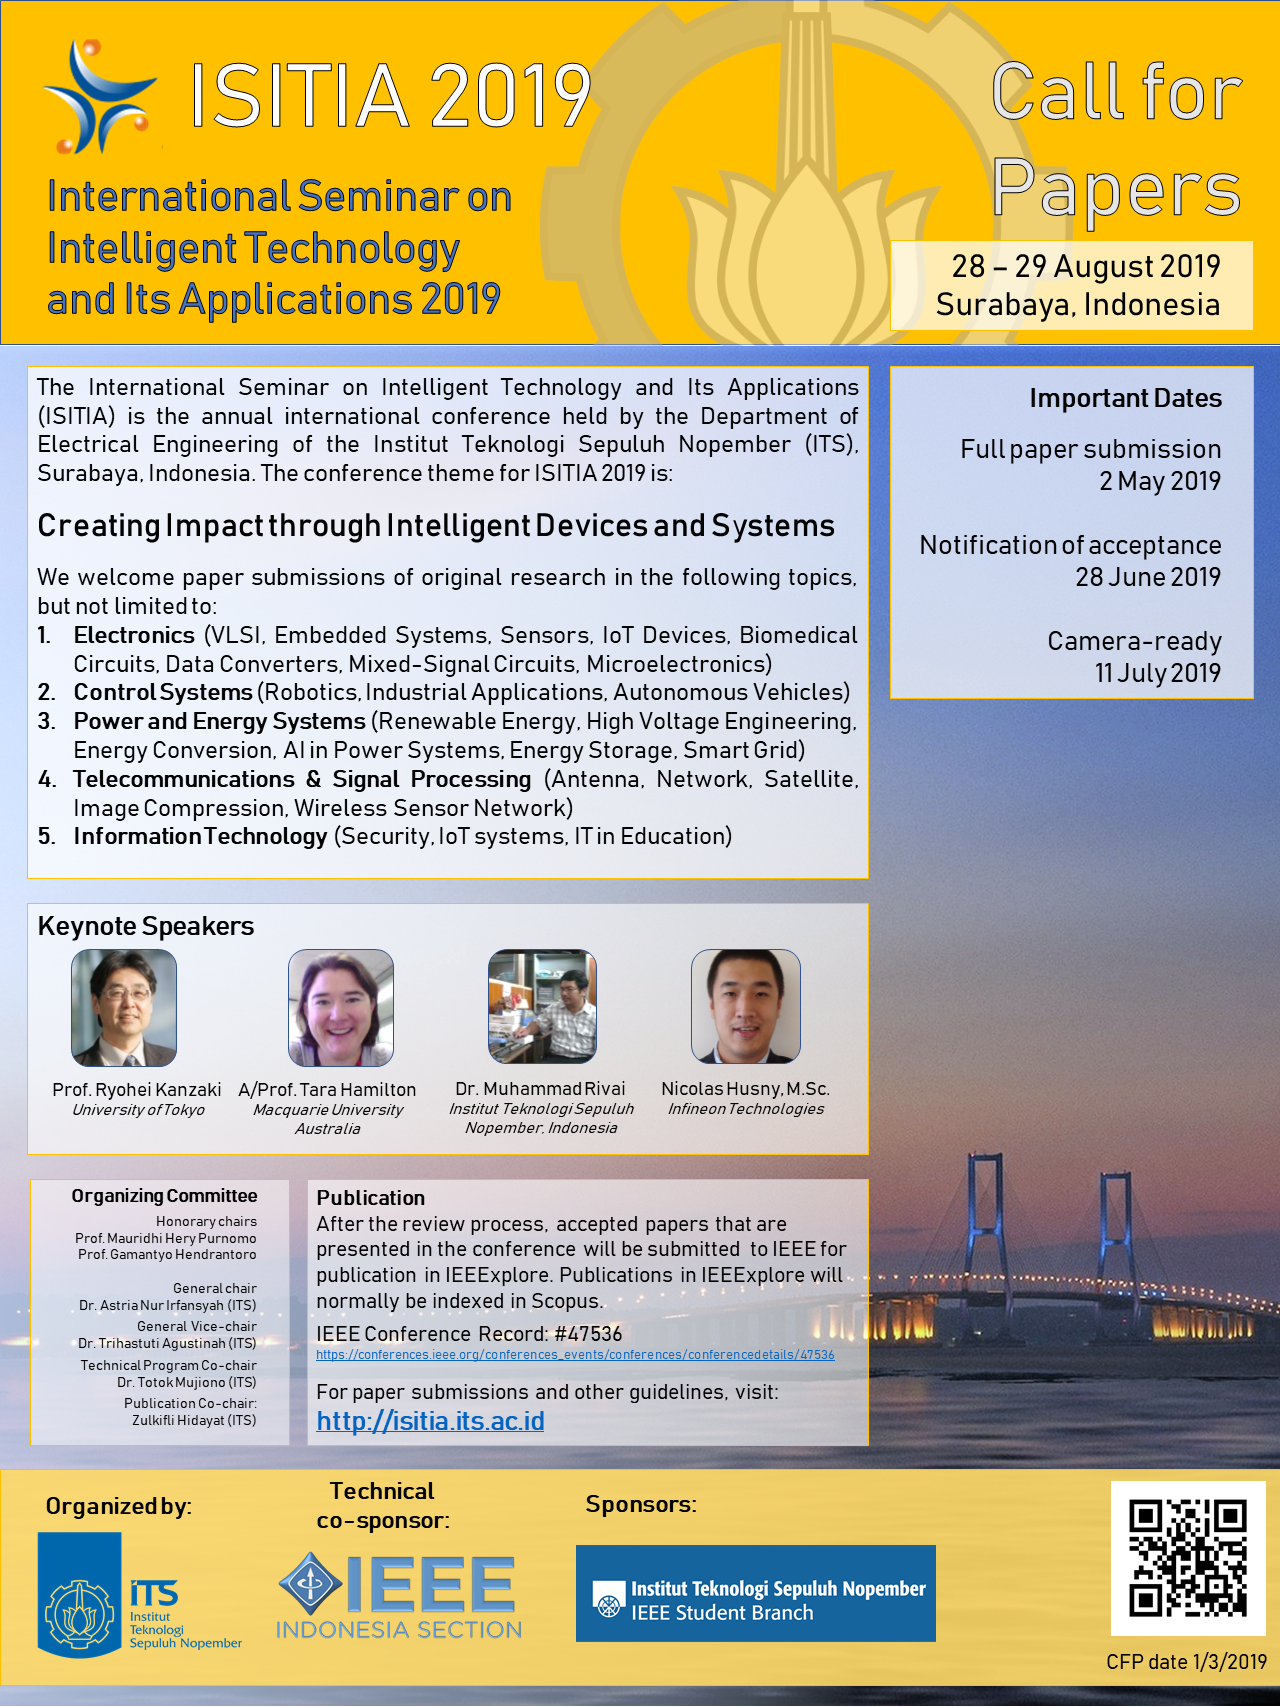 ISITIA 2019
International Seminar on
Intelligent Technology
and Its Applications 2019
Call for
Papers
28 – 29 August 2019
Surabaya, Indonesia
The International Seminar on Intelligent Technology and Its Applications
(ISITIA) is the annual international conference held by the Department of
Electrical Engineering of the Institut Teknologi Sepuluh Nopember (ITS),
Surabaya, Indonesia. The conference theme for ISITIA 2019 is:
Creating Impact through Intelligent Devices and Systems
We welcome paper submissions of original research in the following topics,
but not limited to:
1. Electronics (VLSI, Embedded Systems, Sensors, IoT Devices, Biomedical
Circuits, Data Converters, Mixed-Signal Circuits, Microelectronics)
2. Control Systems (Robotics, Industrial Applications, Autonomous Vehicles)
3. Power and Energy Systems (Renewable Energy, High Voltage Engineering,
Energy Conversion, AI in Power Systems, Energy Storage, Smart Grid)
4. Telecommunications & Signal Processing (Antenna, Network, Satellite,
Image Compression, Wireless Sensor Network)
5. Information Technology (Security, IoT systems, IT in Education)
Important Dates
Full paper submission
2 May 2019
Notification of acceptance
28 June 2019
Camera-ready
11 July 2019
Keynote Speakers
Prof. Ryohei Kanzaki
University of Tokyo
A/Prof. Tara Hamilton
Macquarie University
Australia
Dr. Muhammad Rivai
Institut Teknologi Sepuluh
Nopember, Indonesia
Nicolas Husny, M.Sc.
Infineon Technologies
Organizing Committee
Honorary chairs
Prof. Mauridhi Hery Purnomo
Prof. Gamantyo Hendrantoro
General chair
Dr. Astria Nur Irfansyah (ITS)
General Vice-chair
Dr. Trihastuti Agustinah (ITS)
Technical Program Co-chair
Dr. Totok Mujiono (ITS)
Publication Co-chair:
Zulkifli Hidayat (ITS)
Publication
After the review process, accepted papers that are
presented in the conference will be submitted to IEEE for
publication in IEEExplore. Publications in IEEExplore will
normally be indexed in Scopus.
IEEE Conference Record: #47536
https://conferences.ieee.org/conferences_events/conferences/conferencedetails/47536
For paper submissions and other guidelines, visit:
http://isitia.its.ac.id
Organized by:
ITS
Institut
Teknologi
Sepuluh Nopember
Technical
co-sponsor:
IEEE
INDONESIA SECTION
Sponsors:
Institut Teknologi Sepuluh Nopember
IEEE Student Branch
CFP date 1/3/2019